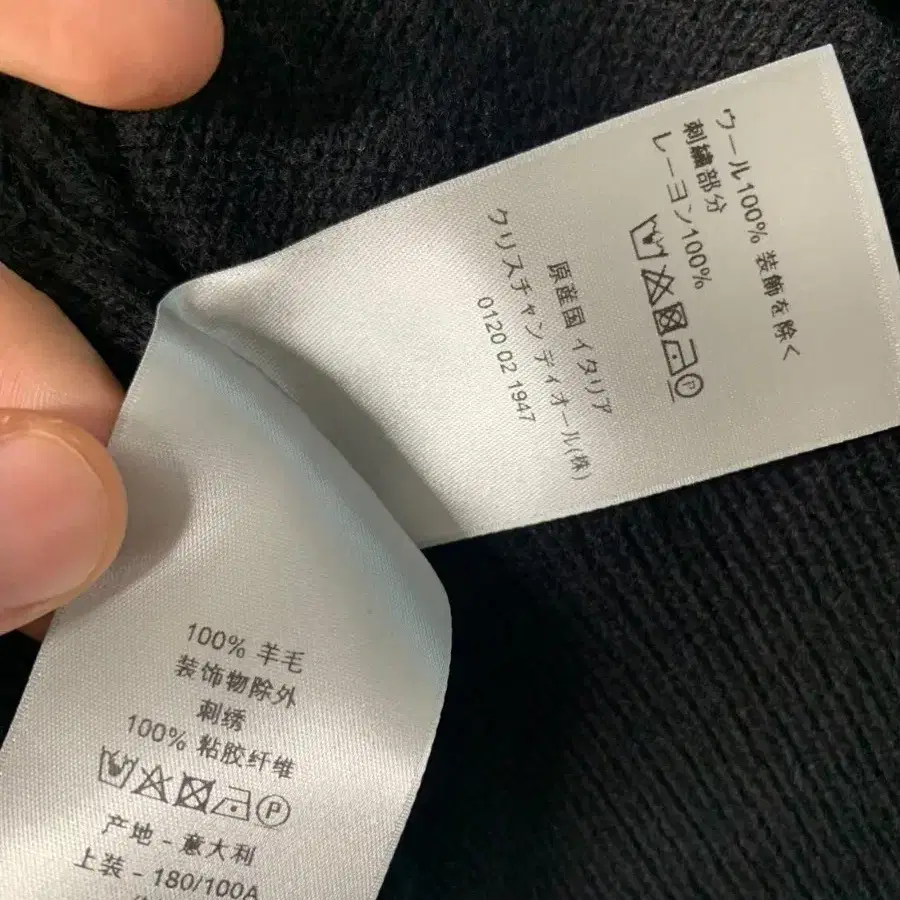 ウール100% 装飾を除く
刺繍部分
レーヨン100%
P
原産国 イタリア
クリスチャン ディオール(株)
0120 02 1947
100% 羊毛
装饰物除外
刺绣
100% 粘胶纤维
P
产地 - 意大利
上装 - 180/100A